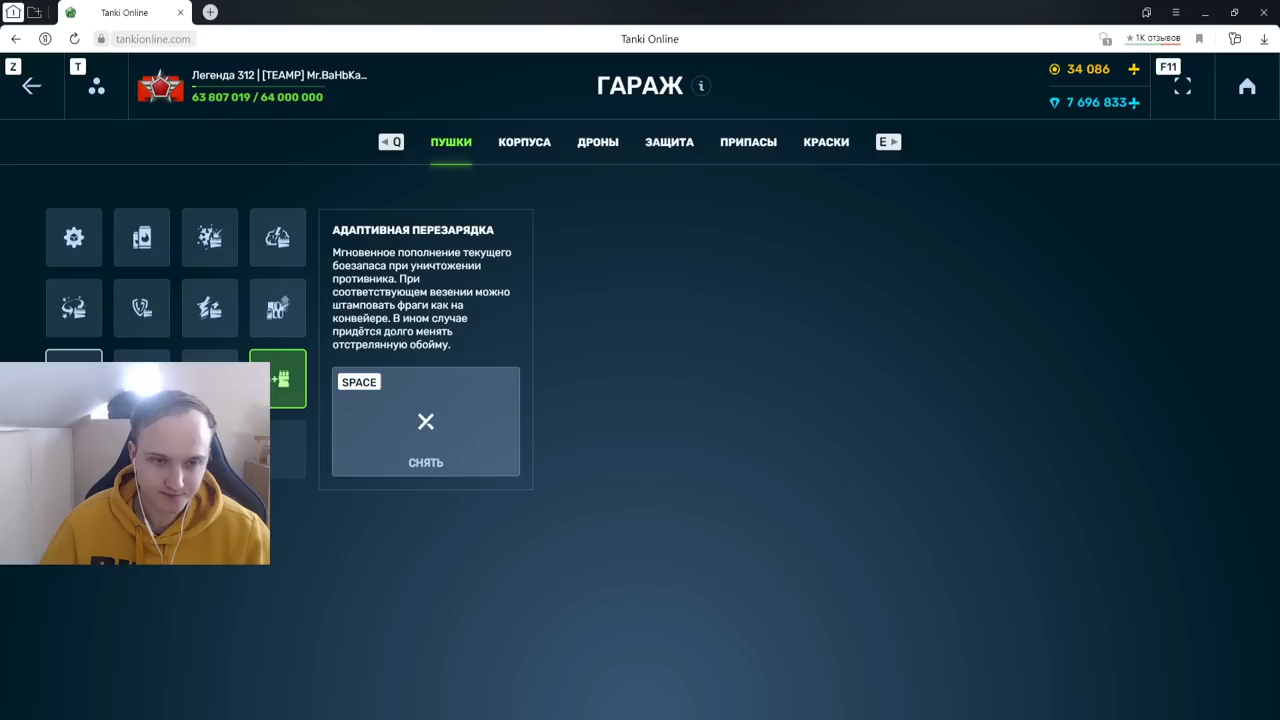 Tanki Online
tankionline.com
Tanki Online
1К отзывов
Z
T
Легенда 312 | [TEAMP] Mr.BaHbKa...
63 807 019 / 64 000 000
ГАРАЖ
i
34 086
7 696 833
F11
Q
ПУШКИ
КОРПУСА
ДРОНЫ
ЗАЩИТА
ПРИПАСЫ
КРАСКИ
E
АДАПТИВНАЯ ПЕРЕЗАРЯДКА
Мгновенное пополнение текущего
боезапаса при уничтожении
противника. При
соответствующем везении можно
штамповать фраги как на
конвейере. В ином случае
придётся долго менять
отстрелянную обойму.
SPACE
СНЯТЬ